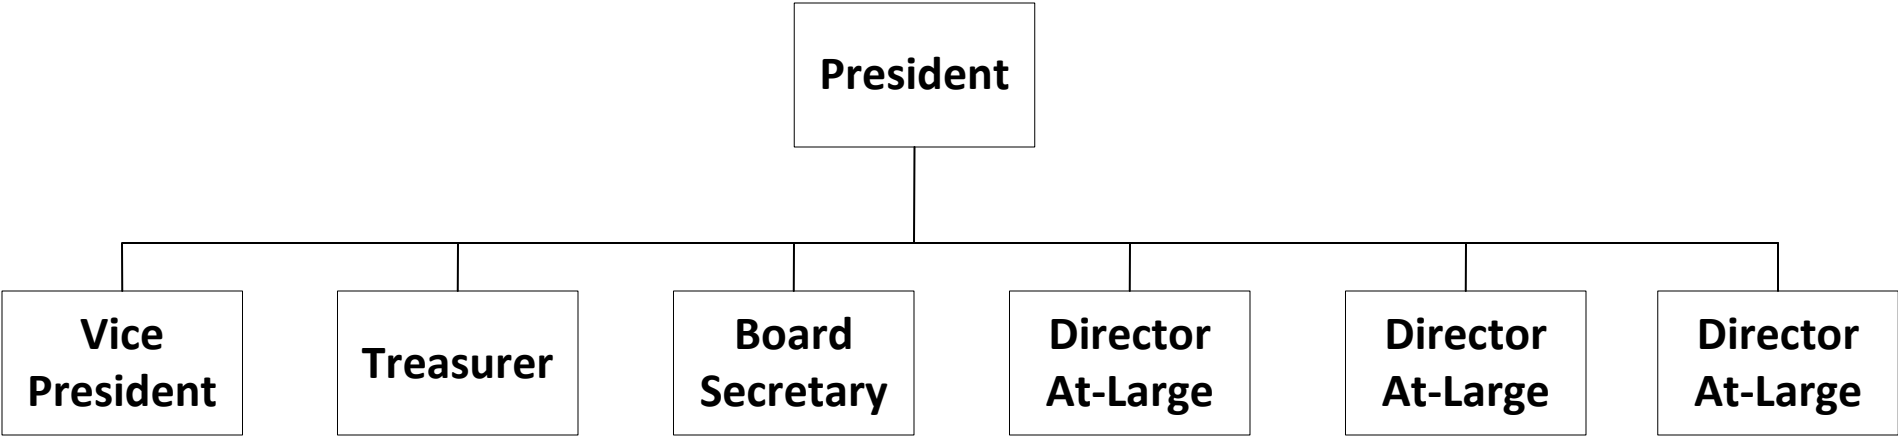 President
Vice
President
Treasurer
Board
Secretary
Director
At-Large
Director
At-Large
Director
At-Large